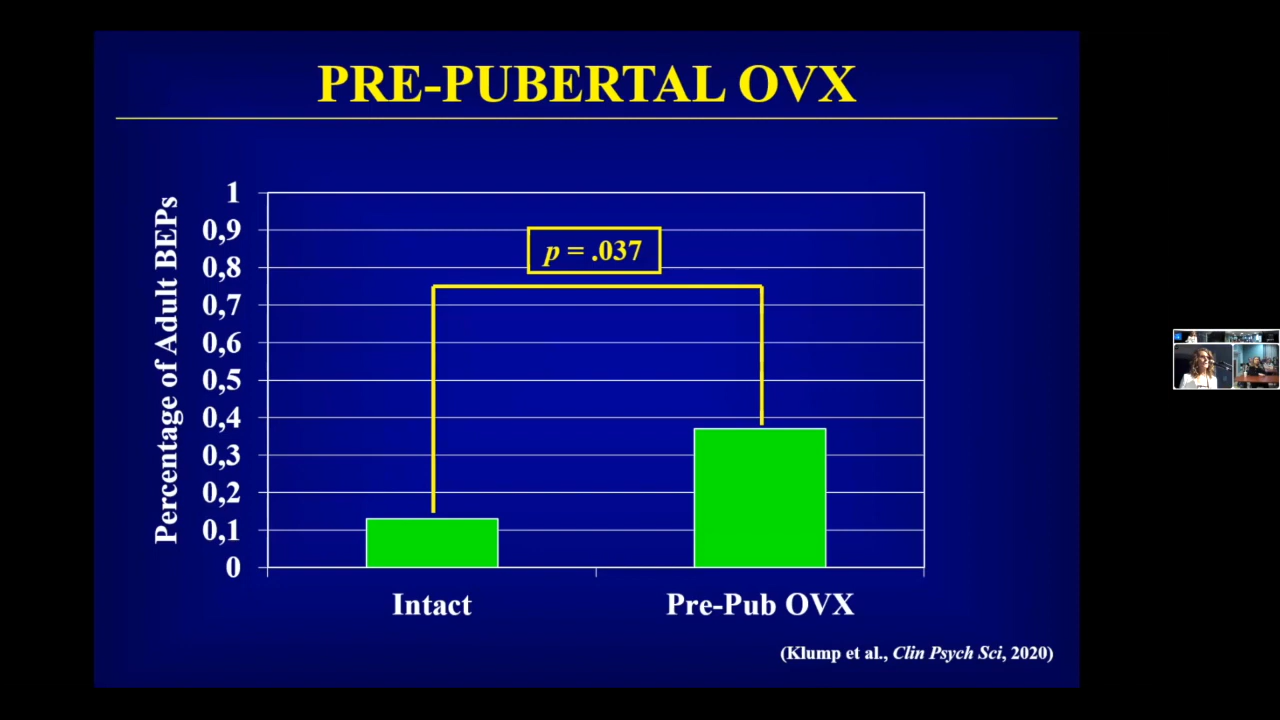 PRE-PUBERTAL OVX
Percentage of Adult BEPs
1
0,9
0,8
0,7
0,6
0,5
0,4
0,3
0,2
0,1
0
p = .037
Intact
Pre-Pub OVX
(Klump et al., Clin Psych Sci, 2020)